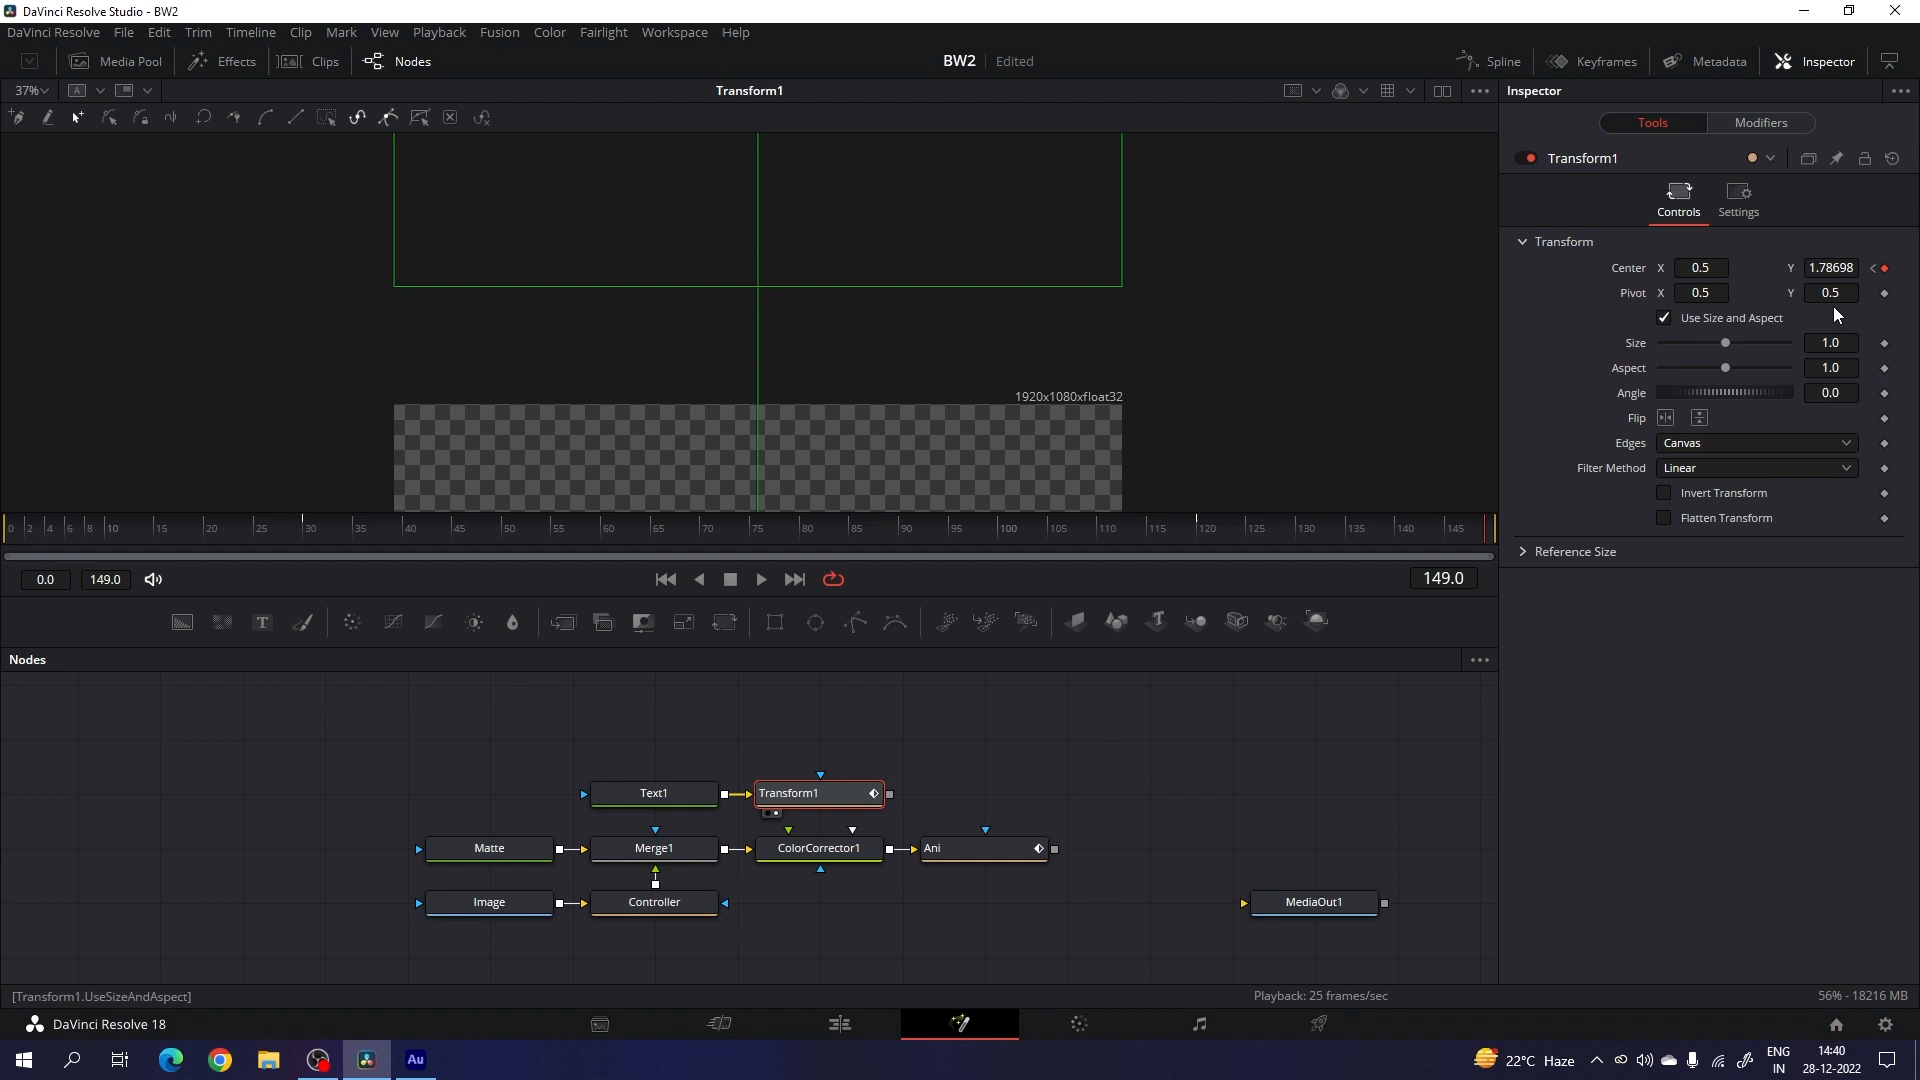 DaVinci Resolve Studio - BW2
DaVinci Resolve File Edit Trim Timeline Clip Mark View Playback Fusion Color Fairlight Workspace Help
Media Pool Effects Clips Nodes BW2 Edited Spline Keyframes Metadata Inspector
37% A Transform1 Inspector
Tools Modifiers
Transform1
Controls Settings
Transform
Center X 0.5 Y 1.78698
Pivot X 0.5 Y 0.5
Use Size and Aspect
Size 1.0
Aspect 1.0
Angle 0.0
Flip
Edges Canvas
Filter Method Linear
Invert Transform
Flatten Transform
Reference Size
1920x1080xfloat32
0 2 4 6 8 10 15 20 25 30 35 40 45 50 55 60 65 70 75 80 85 90 95 100 105 110 115 120 125 130 135 140 145
0.0 149.0 149.0
Nodes
Text1 Transform1
Matte Merge1 ColorCorrector1 Ani
Image Controller MediaOut1
[Transform1.UseSizeAndAspect] Playback: 25 frames/sec 56% - 18216 MB
DaVinci Resolve 18
Au 22°C Haze ENG 14:40
IN 28-12-2022